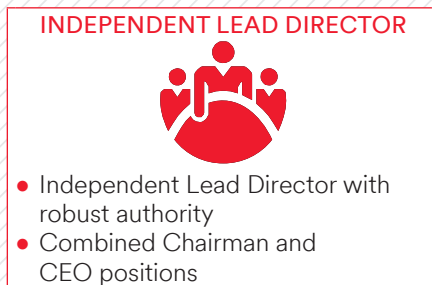 INDEPENDENT LEAD DIRECTOR
● Independent Lead Director with
robust authority
● Combined Chairman and
CEO positions